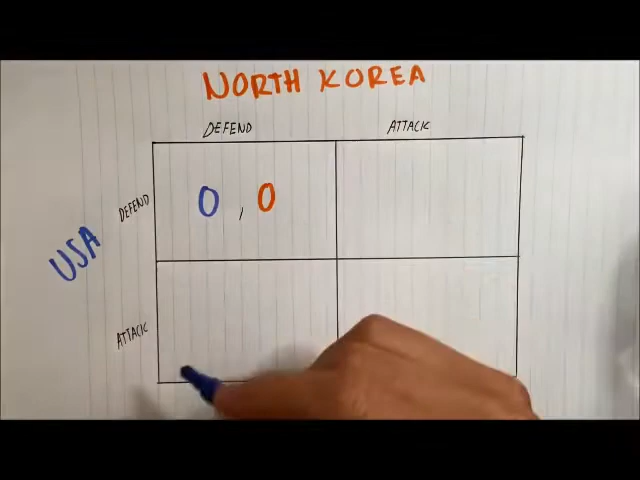 NORTH KOREA
DEFEND ATTACK
DEFEND 0 , 0
USA
ATTACK